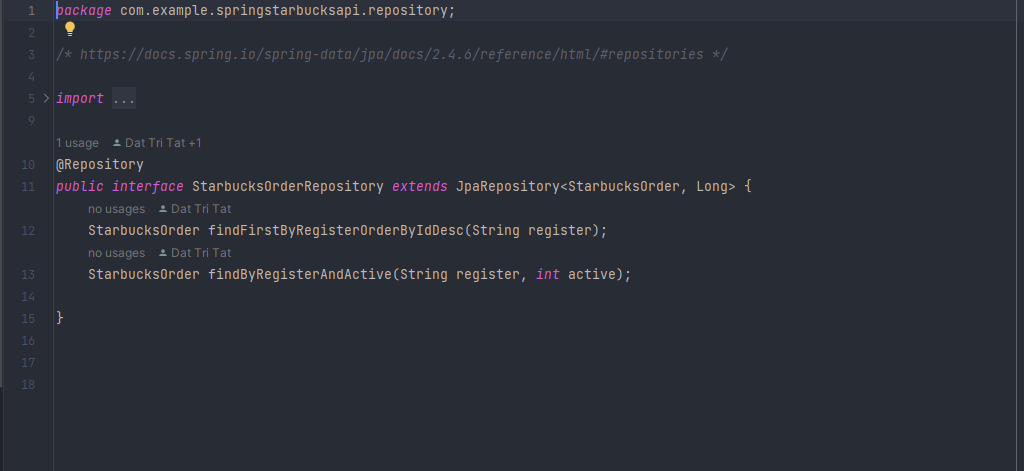 1 package com.example.springstarbucksapi.repository;
2
3 /* https://docs.spring.io/spring-data/jpa/docs/2.4.6/reference/html/#repositories */
4
5 import ...
9
1 usage Dat Tri Tat +1
10 @Repository
11 public interface StarbucksOrderRepository extends JpaRepository<StarbucksOrder, Long> {
no usages Dat Tri Tat
12 StarbucksOrder findFirstByRegisterOrderByIdDesc(String register);
no usages Dat Tri Tat
13 StarbucksOrder findByRegisterAndActive(String register, int active);
14
15 }
16
17
18